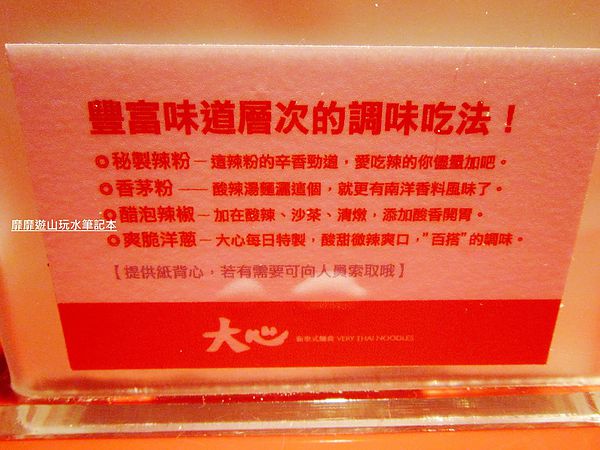 豐富味道層次的調味吃法！
秘製辣粉－這辣粉的辛香勁道，愛吃辣的你儘量加吧。
香茅粉——酸辣湯麵灑這個，就更有南洋香料風味了。
醋泡辣椒－加在酸辣、沙茶、清燉，添加酸香開胃。
爽脆洋蔥－大心每日特製，酸甜微辣爽口，"百搭"的調味。
【提供紙背心，若有需要可向人員索取哦】
大心 新泰式麵食 VERY THAI NOODLES
靡靡遊山玩水筆記本